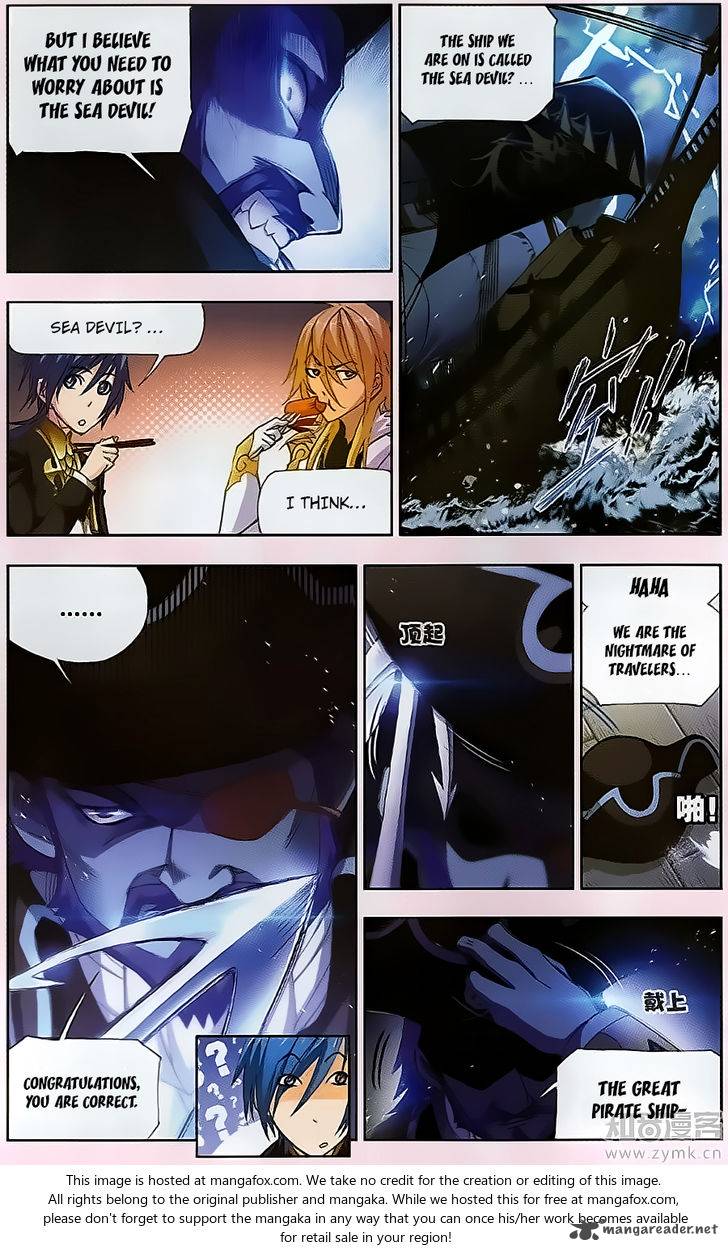 BUT I BELIEVE
WHAT YOU NEED TO
WORRY ABOUT IS
THE SEA DEVIL!
THE SHIP WE
ARE ON IS CALLED
THE SEA DEVIL? ...
SEA DEVIL? ...
I THINK...
......
顶起
HAHA
WE ARE THE
NIGHTMARE OF
TRAVELERS...
啪!
CONGRATULATIONS,
YOU ARE CORRECT.
? ? ? ? ?
戴上
THE GREAT
PIRATE SHIP-
www.zymk.cn
This image is hosted at mangafox.com. We take no credit for the creation or editing of this image.
All rights belong to the original publisher and mangaka. While we hosted this for free at mangafox.com,
please don't forget to support the mangaka in any way that you can once his/her work becomes available
for retail sale in your region!
mangareader.net